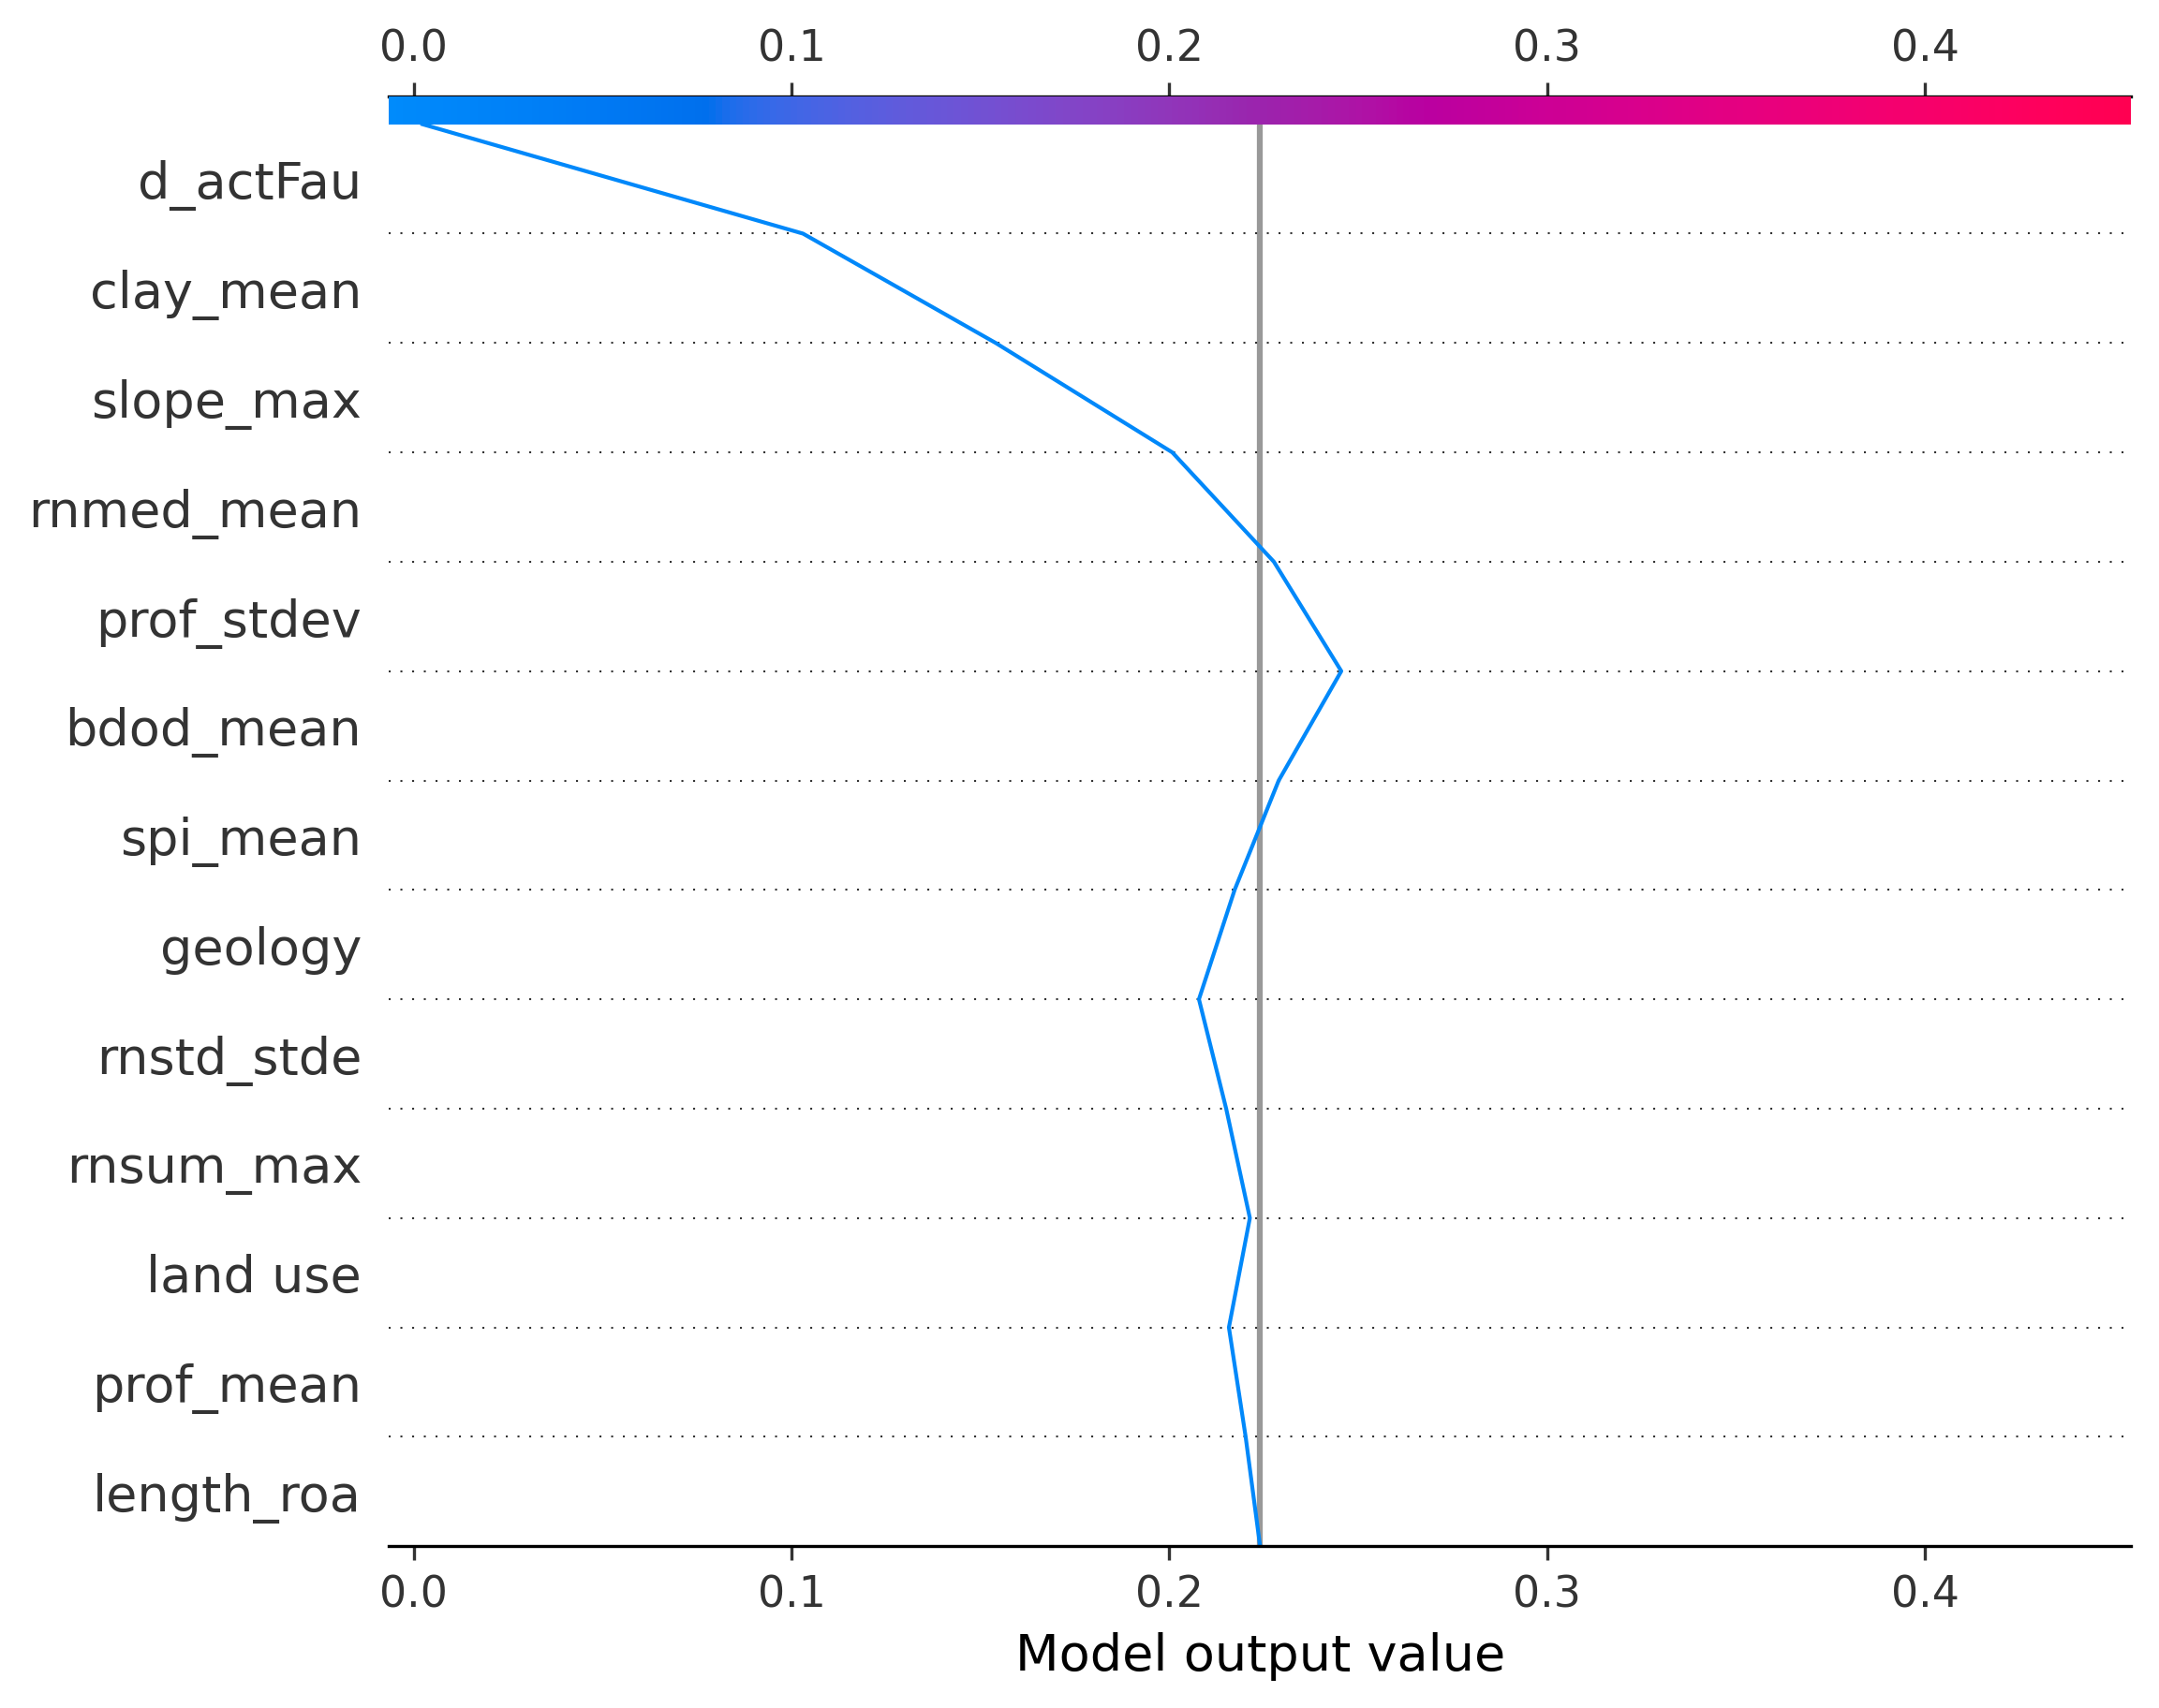 0.0 0.1 0.2 0.3 0.4
d_actFau
clay_mean
slope_max
rnmed_mean
prof_stdev
bdod_mean
spi_mean
geology
rnstd_stde
rnsum_max
land use
prof_mean
length_roa
0.0 0.1 0.2 0.3 0.4
Model output value